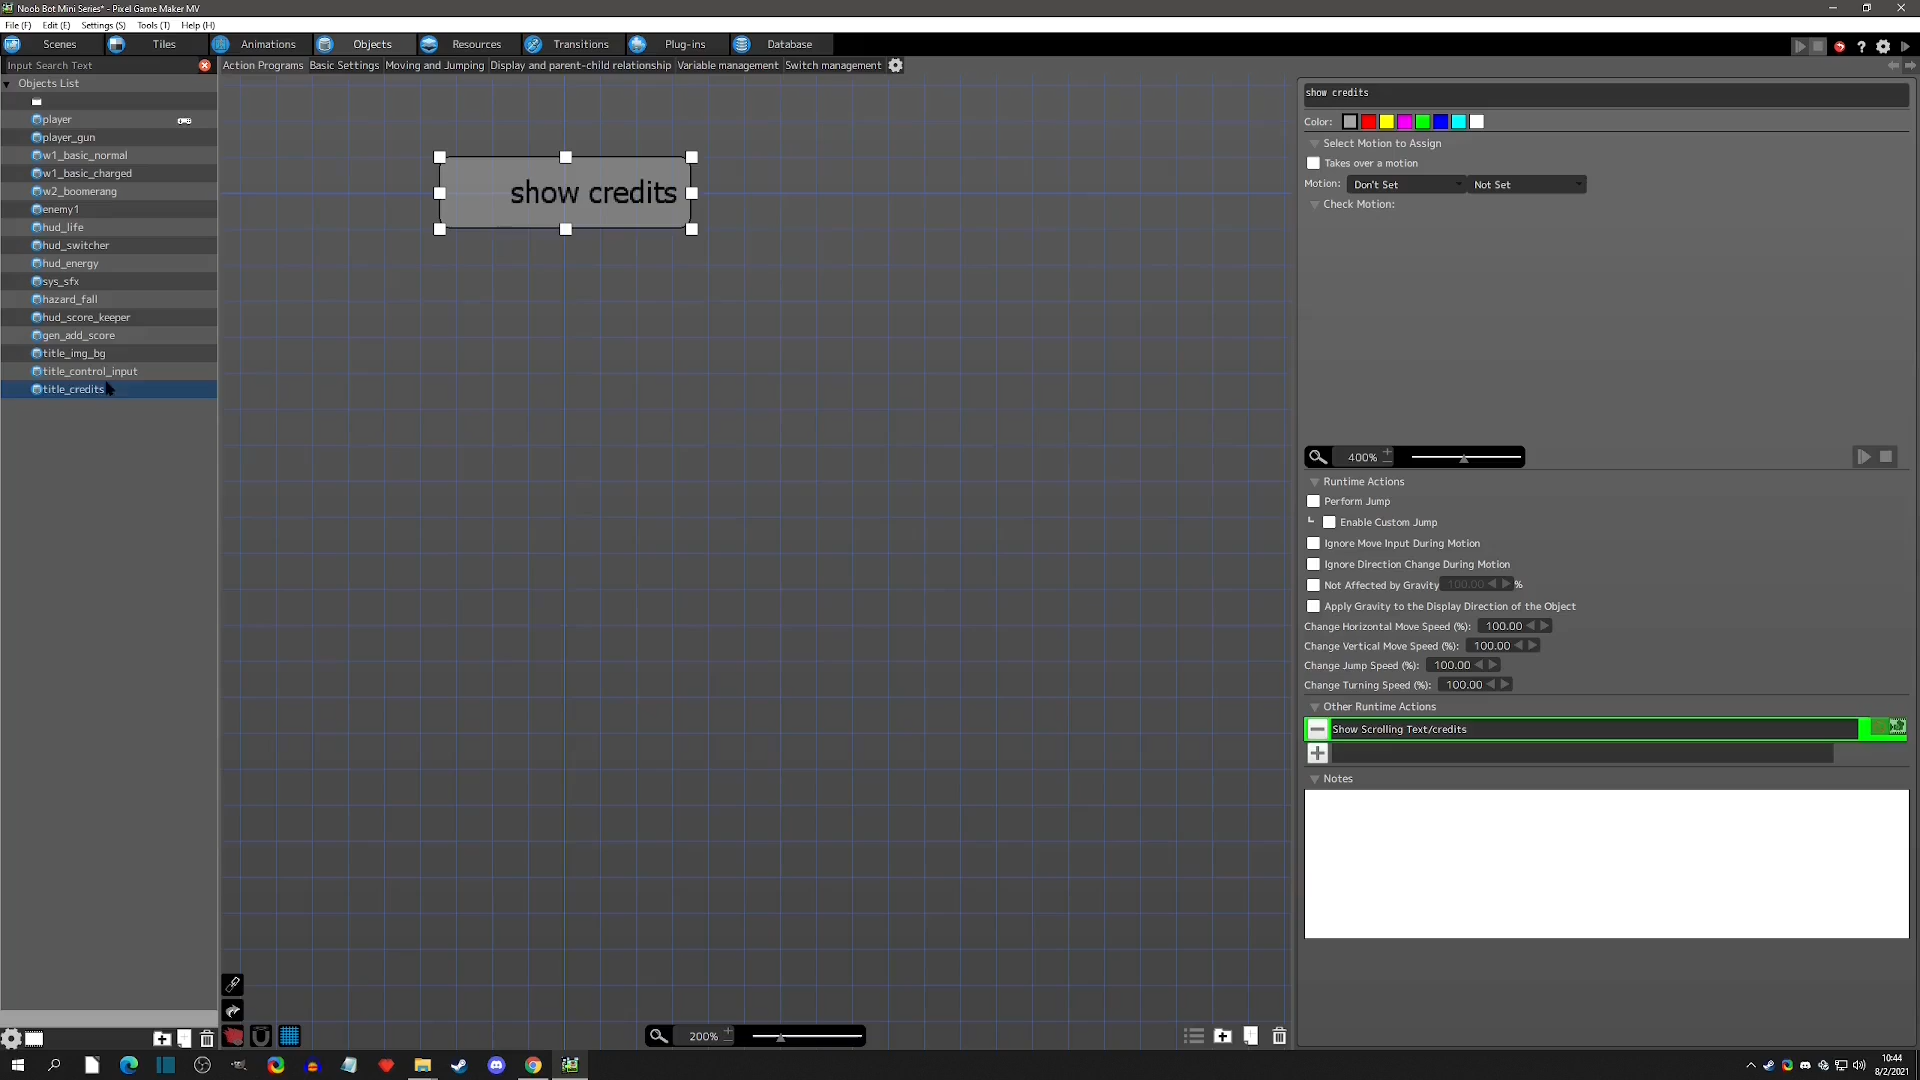 Noob Bot Mini Series* - Pixel Game Maker MV
File (F) Edit (E) Settings (S) Tools (T) Help (H)
Scenes Tiles Animations Objects Resources Transitions Plug-ins Database
Input Search Text
Action Programs Basic Settings Moving and Jumping Display and parent-child relationship Variable management Switch management
Objects List
player
player_gun
w1_basic_normal
w1_basic_charged
w2_boomerang
enemy1
hud_life
hud_switcher
hud_energy
sys_sfx
hazard_fall
hud_score_keeper
gen_add_score
title_img_bg
title_control_input
title_credits
show credits
200%
show credits
Color:
Select Motion to Assign
Takes over a motion
Motion: Don't Set Not Set
Check Motion:
400%
Runtime Actions
Perform Jump
Enable Custom Jump
Ignore Move Input During Motion
Ignore Direction Change During Motion
Not Affected by Gravity 100.00 %
Apply Gravity to the Display Direction of the Object
Change Horizontal Move Speed (%): 100.00
Change Vertical Move Speed (%): 100.00
Change Jump Speed (%): 100.00
Change Turning Speed (%): 100.00
Other Runtime Actions
Show Scrolling Text/credits
Notes
10:44
8/2/2021